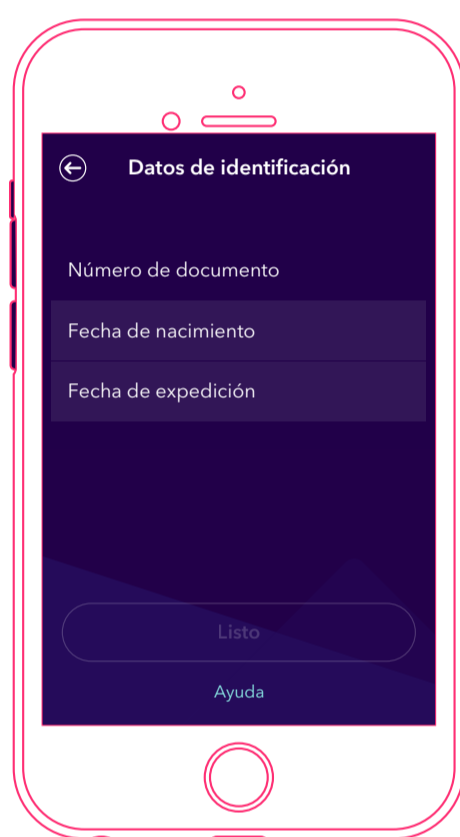 Datos de identificación
Número de documento
Fecha de nacimiento
Fecha de expedición
Listo
Ayuda